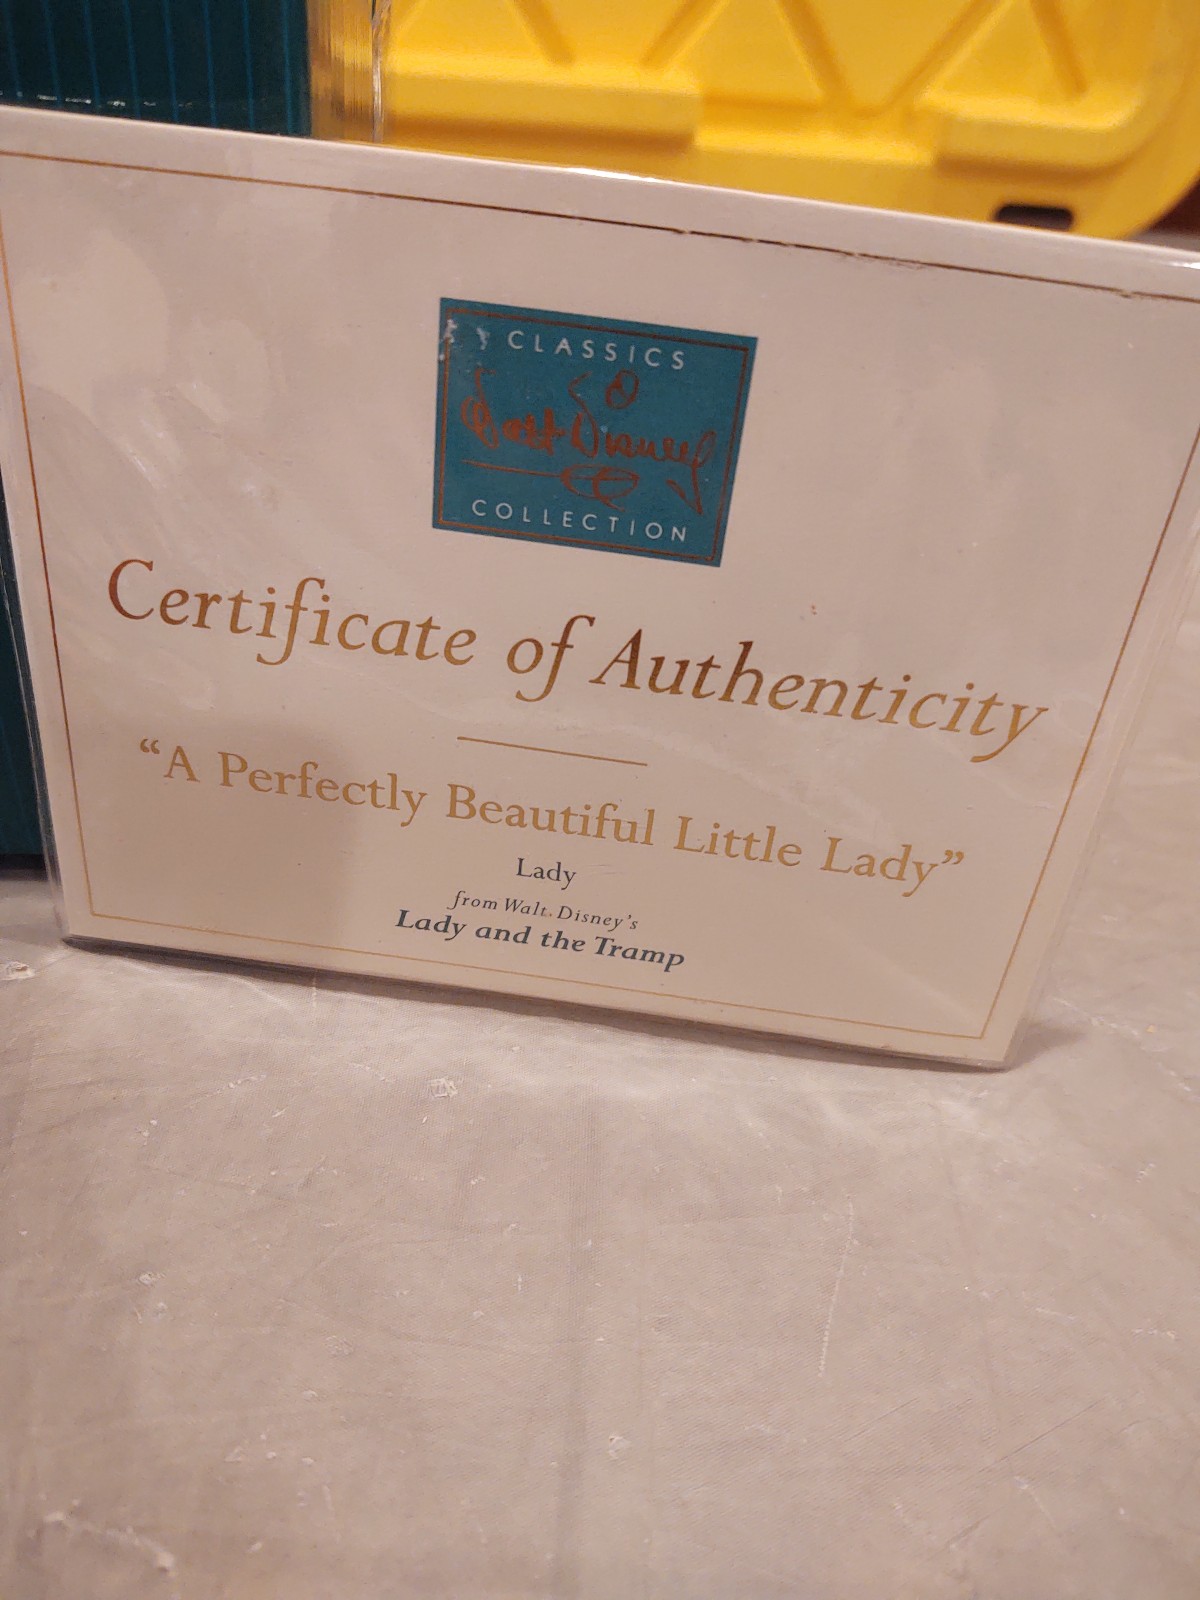 CLASSICS
Walt Disney
COLLECTION
Certificate of Authenticity
“A Perfectly Beautiful Little Lady”
Lady
from Walt Disney’s
Lady and the Tramp